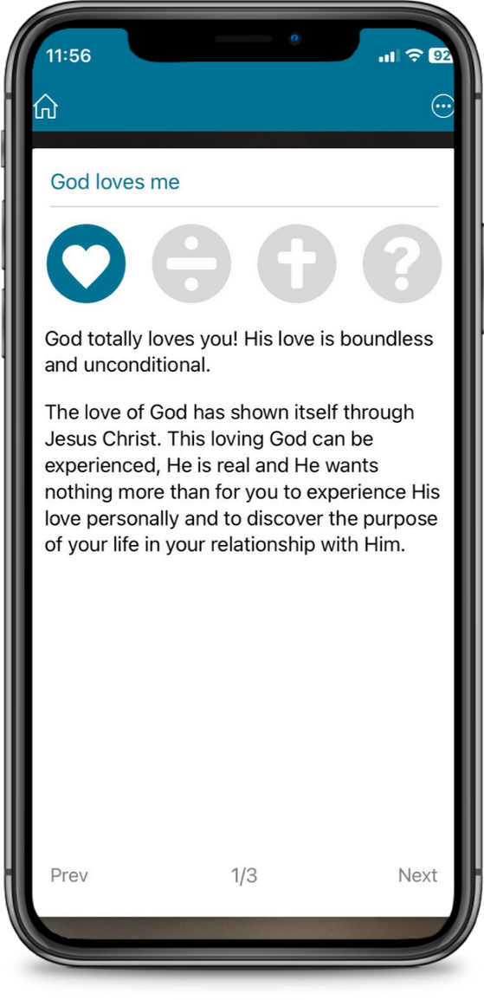 11:56
92
God loves me
God totally loves you! His love is boundless
and unconditional.
The love of God has shown itself through
Jesus Christ. This loving God can be
experienced, He is real and He wants
nothing more than for you to experience His
love personally and to discover the purpose
of your life in your relationship with Him.
Prev 1/3 Next